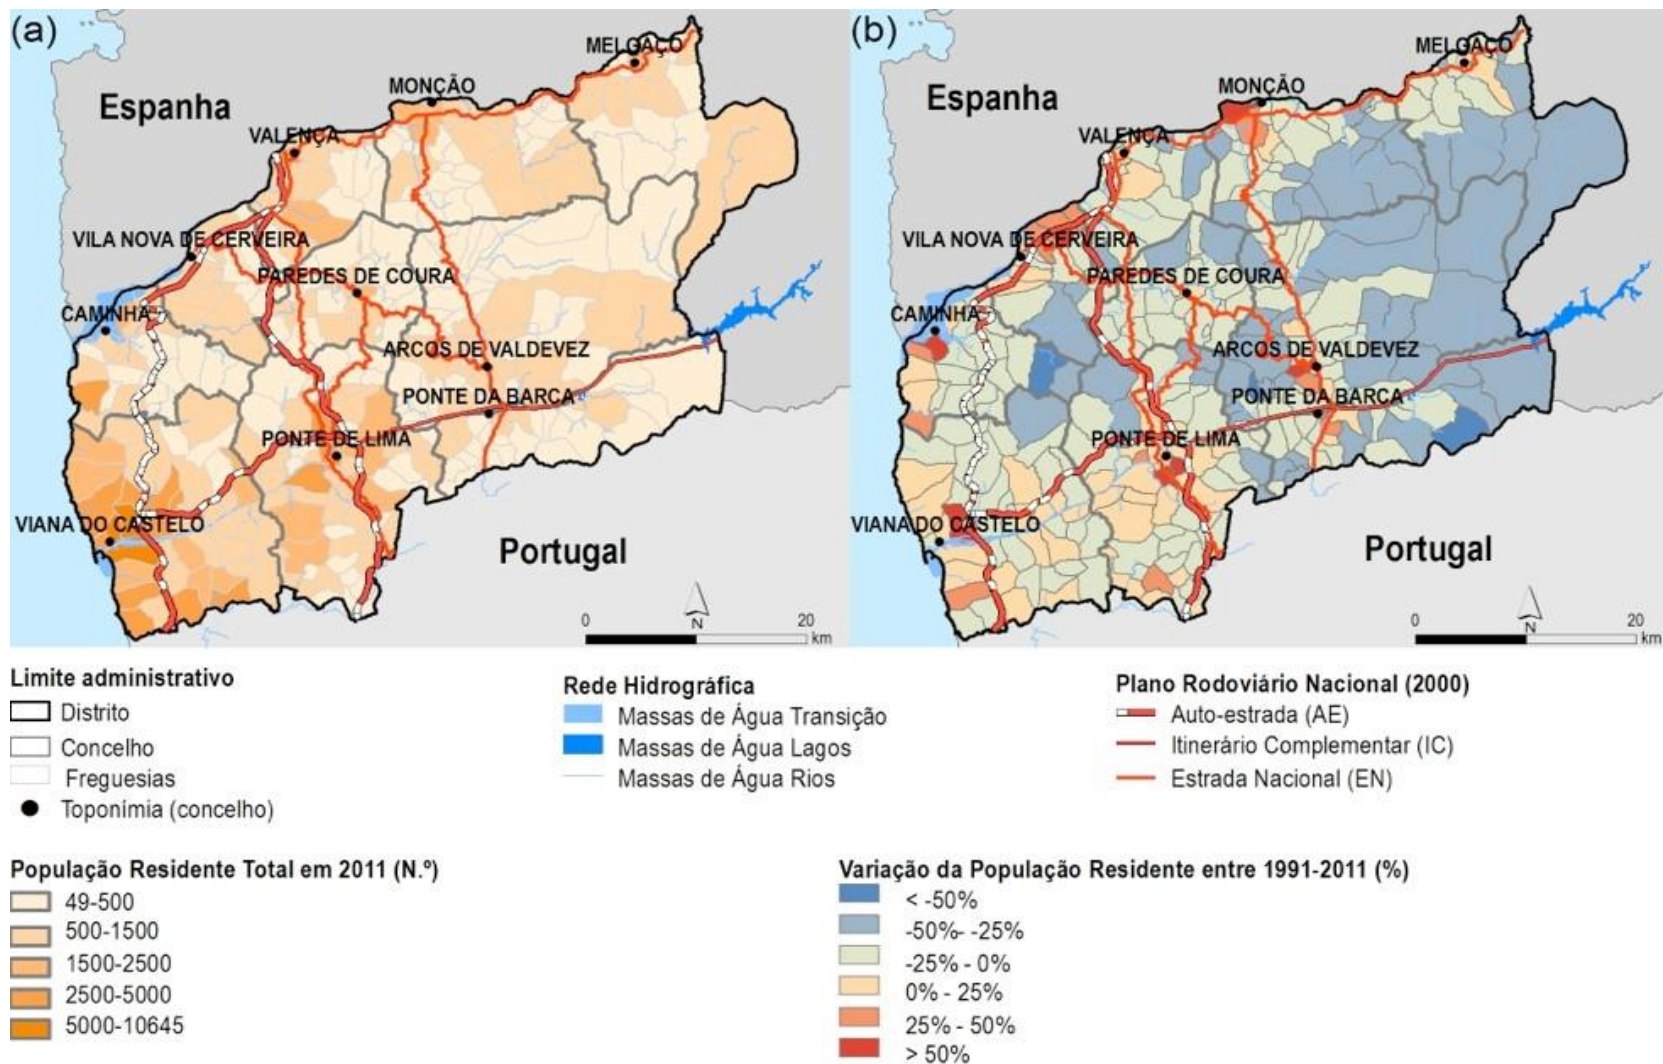 (a)
MELGAÇO
MONÇÃO
Espanha
VALENÇA
VILA NOVA DE CERVEIRA
PAREDES DE COURA
CAMINHA
ARCOS DE VALDEVEZ
PONTE DA BARCA
PONTE DE LIMA
VIANA DO CASTELO
Portugal
N
0 20
km
(b)
MELGAÇO
MONÇÃO
Espanha
VALENÇA
VILA NOVA DE CERVEIRA
PAREDES DE COURA
CAMINHA
ARCOS DE VALDEVEZ
PONTE DA BARCA
PONTE DE LIMA
VIANA DO CASTELO
Portugal
N
0 20
km
Limite administrativo
Distrito
Concelho
Freguesias
Toponímia (concelho)
Rede Hidrográfica
Massas de Água Transição
Massas de Água Lagos
Massas de Água Rios
Plano Rodoviário Nacional (2000)
Auto-estrada (AE)
Itinerário Complementar (IC)
Estrada Nacional (EN)
População Residente Total em 2011 (N.º)
49-500
500-1500
1500-2500
2500-5000
5000-10645
Variação da População Residente entre 1991-2011 (%)
< -50%
-50%- -25%
-25% - 0%
0% - 25%
25% - 50%
> 50%